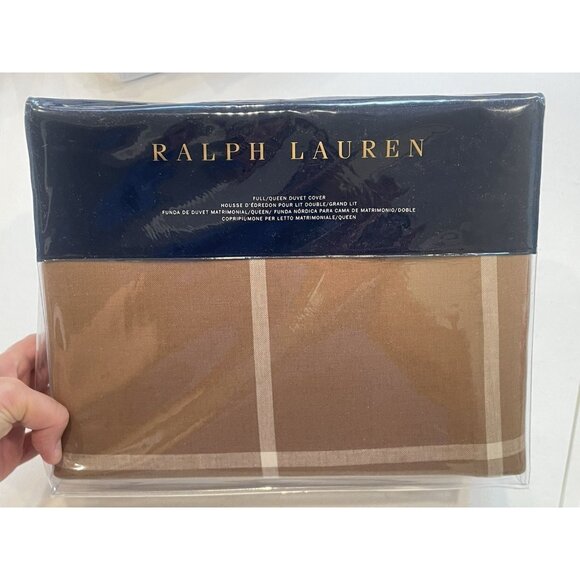 RALPH LAUREN
FULL/QUEEN DUVET COVER
HOUSSE D'ÉDREDON POUR LIT DOUBLE/GRAND LIT
FUNDA DE DUVET MATRIMONIAL/QUEEN/ FUNDA NÓRDICA PARA CAMA DE MATRIMONIO/DOBLE
COPRIPILIMONE PER LETTO MATRIMONIALE/QUEEN